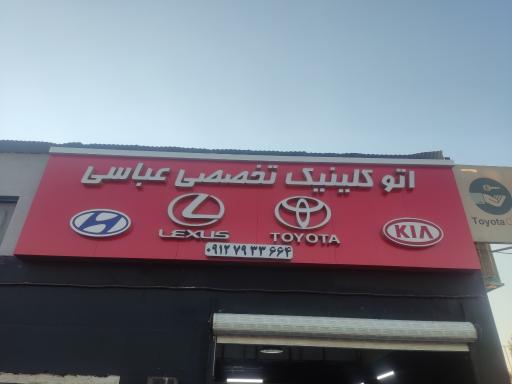 اتو کلینیک تخصصی عباسی
LEXUS
TOYOTA
KIA
۰۹۱۲ ۷۹ ۳۳ ۶۶۴